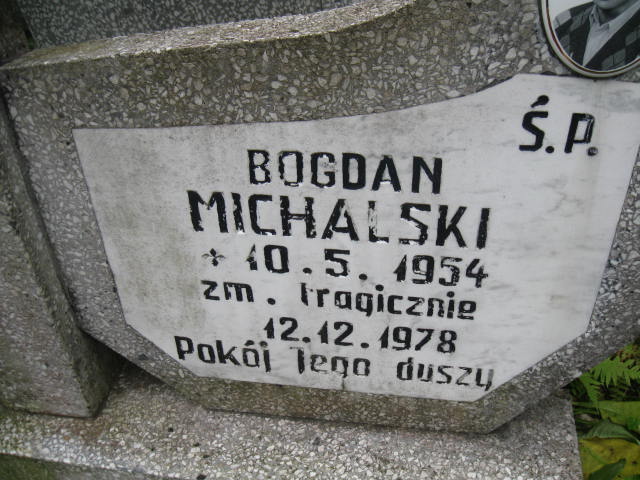 Ś.P.
BOGDAN
MICHALSKI
10.5.1954
zm. tragicznie
12.12.1978
Pokój Jego duszy